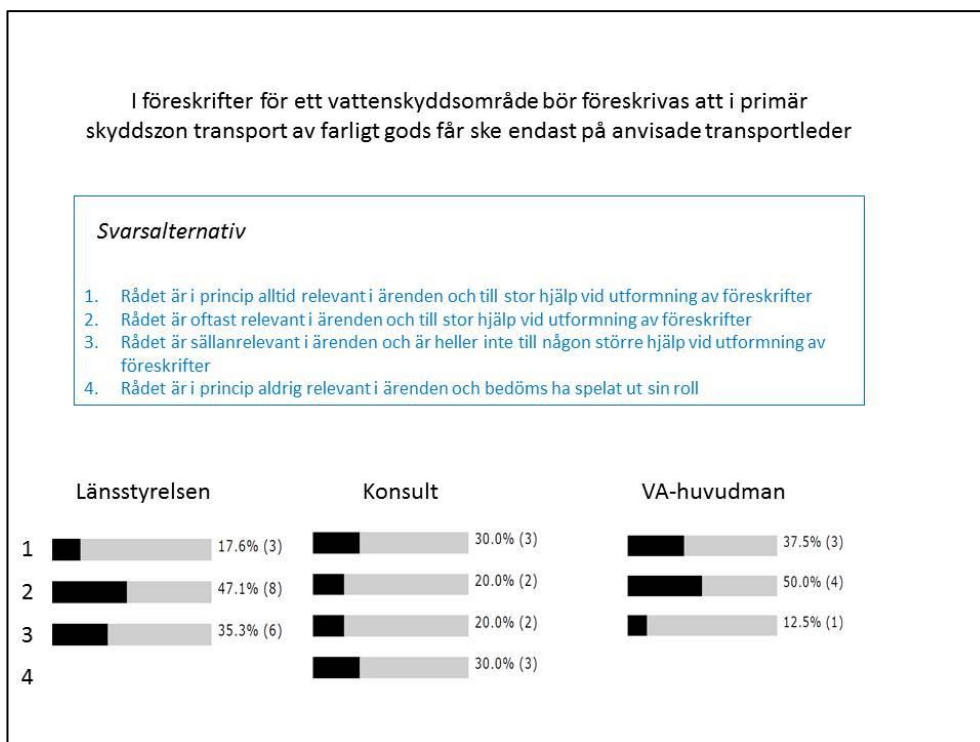 I föreskrifter för ett vattenskyddsområde bör föreskrivas att i primär
skyddszon transport av farligt gods får ske endast på anvisade transportleder
Svarsalternativ
1. Rådet är i princip alltid relevant i ärenden och till stor hjälp vid utformning av föreskrifter
2. Rådet är oftast relevant i ärenden och till stor hjälp vid utformning av föreskrifter
3. Rådet är sällanrelevant i ärenden och är heller inte till någon större hjälp vid utformning av
föreskrifter
4. Rådet är i princip aldrig relevant i ärenden och bedöms ha spelat ut sin roll
Länsstyrelsen Konsult VA-huvudman
1 17.6% (3) 30.0% (3) 37.5% (3)
2 47.1% (8) 20.0% (2) 50.0% (4)
3 35.3% (6) 20.0% (2) 12.5% (1)
4 30.0% (3)